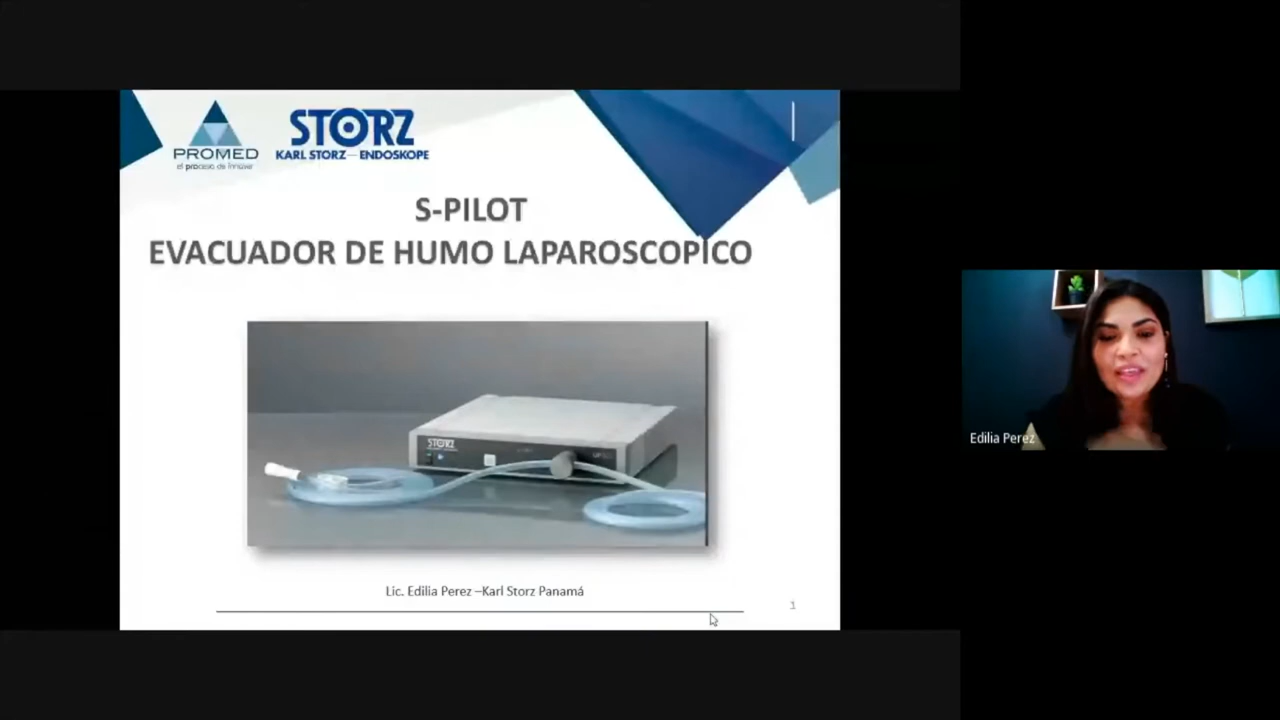 PROMED
el proceso de innovar
STORZ
KARL STORZ—ENDOSKOPE
S-PILOT
EVACUADOR DE HUMO LAPAROSCOPICO
STORZ
Lic. Edilia Perez –Karl Storz Panamá
1
Edilia Perez